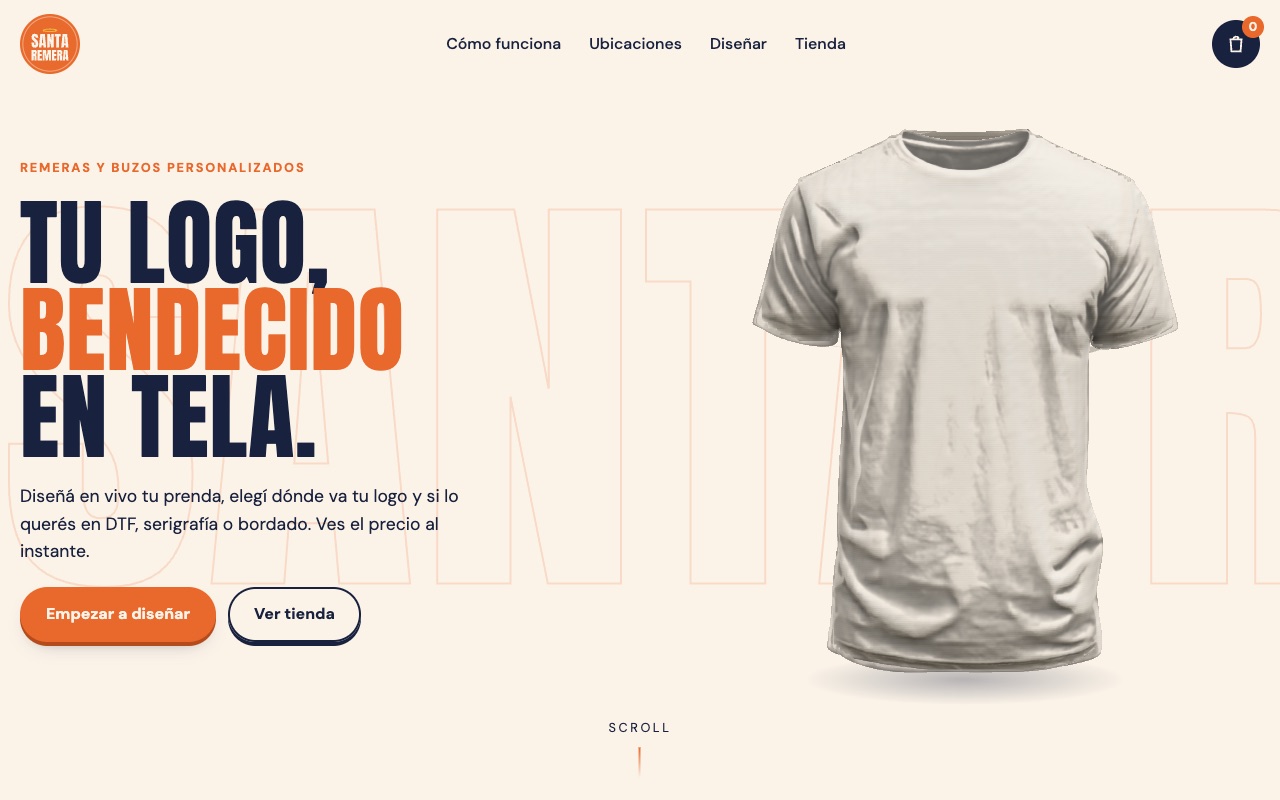 SANTA
REMERA
Cómo funciona
Ubicaciones
Diseñar
Tienda
0
REMERAS Y BUZOS PERSONALIZADOS
TU LOGO,
BENDECIDO
EN TELA.
Diseñá en vivo tu prenda, elegí dónde va tu logo y si lo
querés en DTF, serigrafía o bordado. Ves el precio al
instante.
Empezar a diseñar
Ver tienda
SANTA R
SCROLL